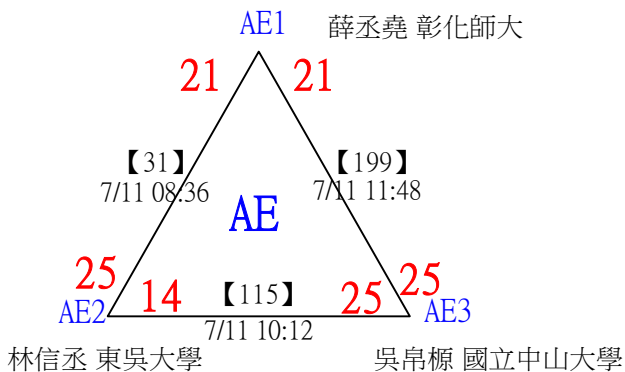 AE1 薛丞堯 彰化師大
21 21
【31】 【199】
7/11 08:36 7/11 11:48
AE
25 14 【115】 25 25
AE2 AE3
7/11 10:12
林信丞 東吳大學 吳帛榞 國立中山大學